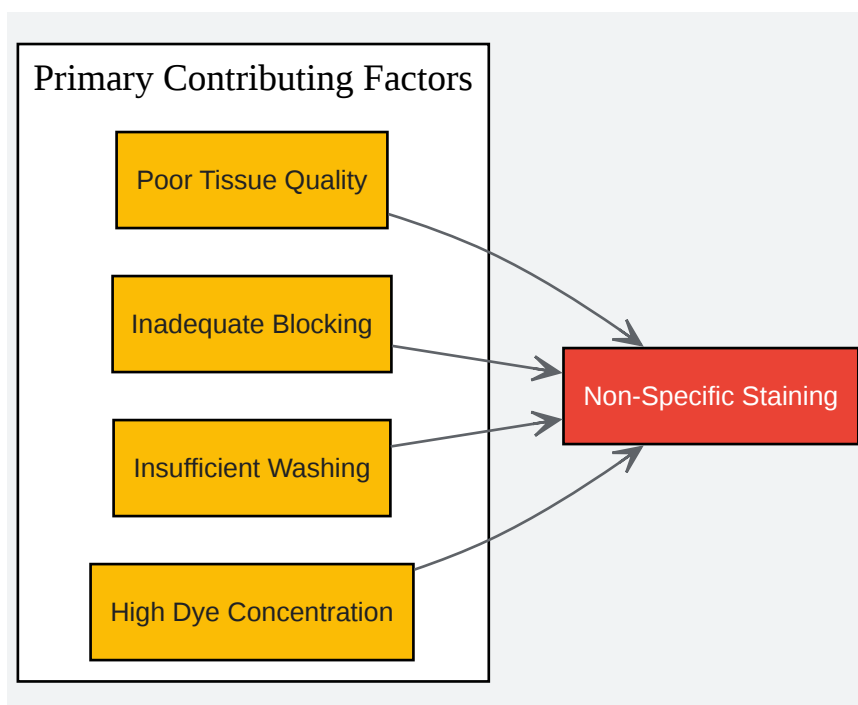 Primary Contributing Factors
Poor Tissue Quality
Inadequate Blocking
Non-Specific Staining
Insufficient Washing
High Dye Concentration